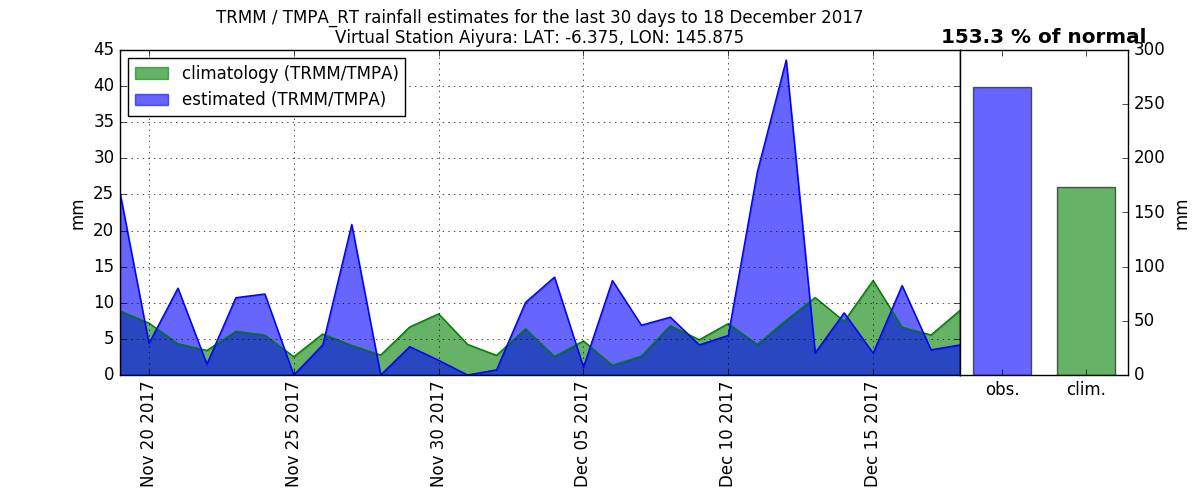 TRMM / TMPA_RT rainfall estimates for the last 30 days to 18 December 2017
Virtual Station Aiyura: LAT: -6.375, LON: 145.875
153.3 % of normal
climatology (TRMM/TMPA)
estimated (TRMM/TMPA)
45
40
35
30
25
20
15
10
5
0
mm
Nov 20 2017
Nov 25 2017
Nov 30 2017
Dec 05 2017
Dec 10 2017
Dec 15 2017
300
250
200
150
100
50
0
mm
obs.
clim.